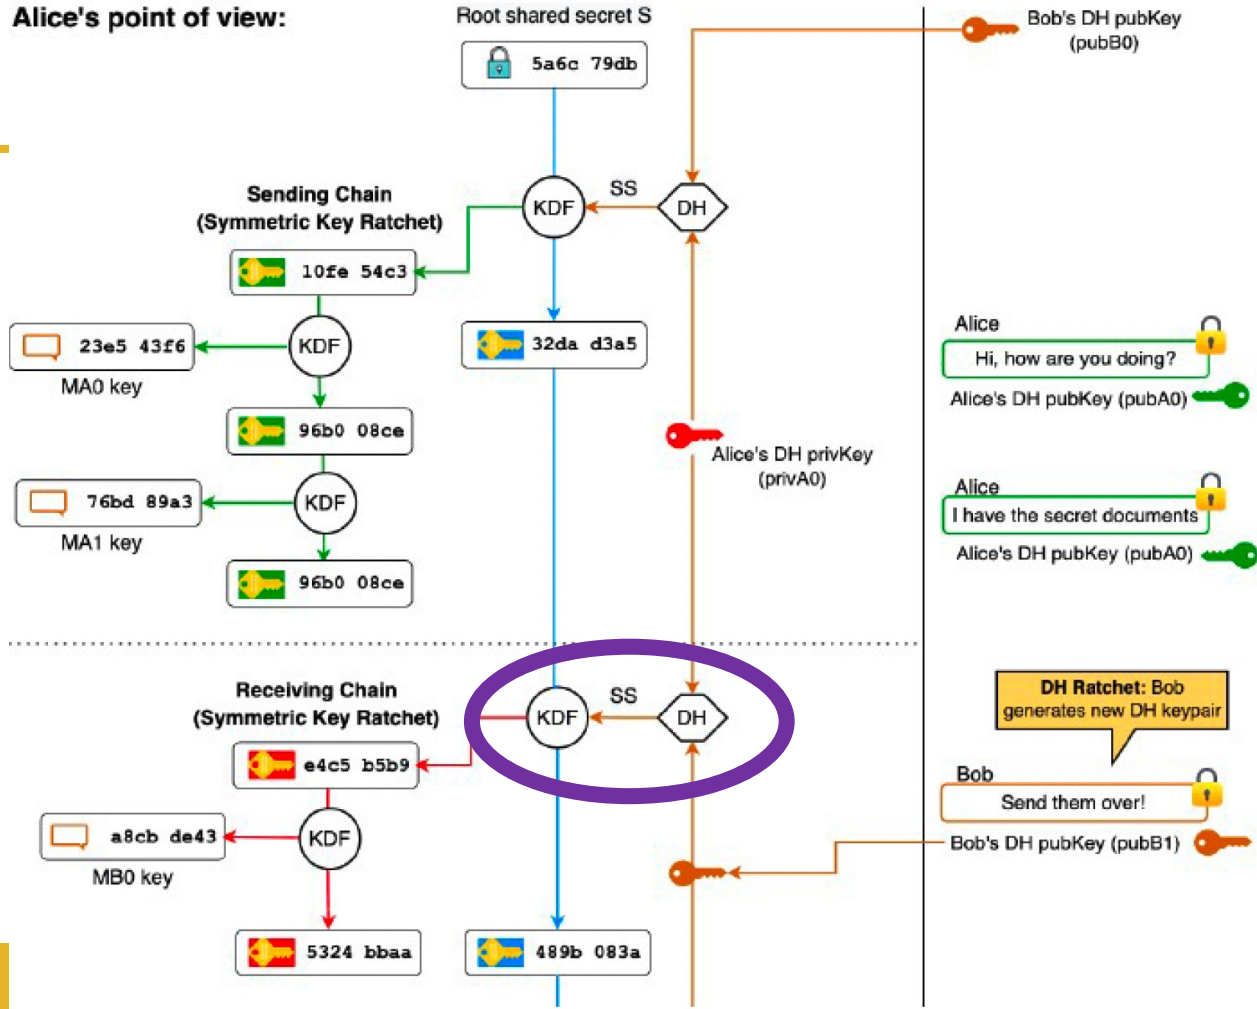 Alice's point of view:
Root shared secret S
5a6c 79db
Bob's DH pubKey
(pubB0)
Sending Chain
(Symmetric Key Ratchet)
KDF
SS
DH
10fe 54c3
23e5 43f6
KDF
MA0 key
32da d3a5
96b0 08ce
76bd 89a3
KDF
MA1 key
96b0 08ce
Alice's DH privKey
(privA0)
Alice
Hi, how are you doing?
Alice's DH pubKey (pubA0)
Alice
I have the secret documents
Alice's DH pubKey (pubA0)
Receiving Chain
(Symmetric Key Ratchet)
KDF
SS
DH
e4c5 b5b9
a8cb de43
KDF
MB0 key
5324 bbaa
489b 083a
DH Ratchet: Bob
generates new DH keypair
Bob
Send them over!
Bob's DH pubKey (pubB1)